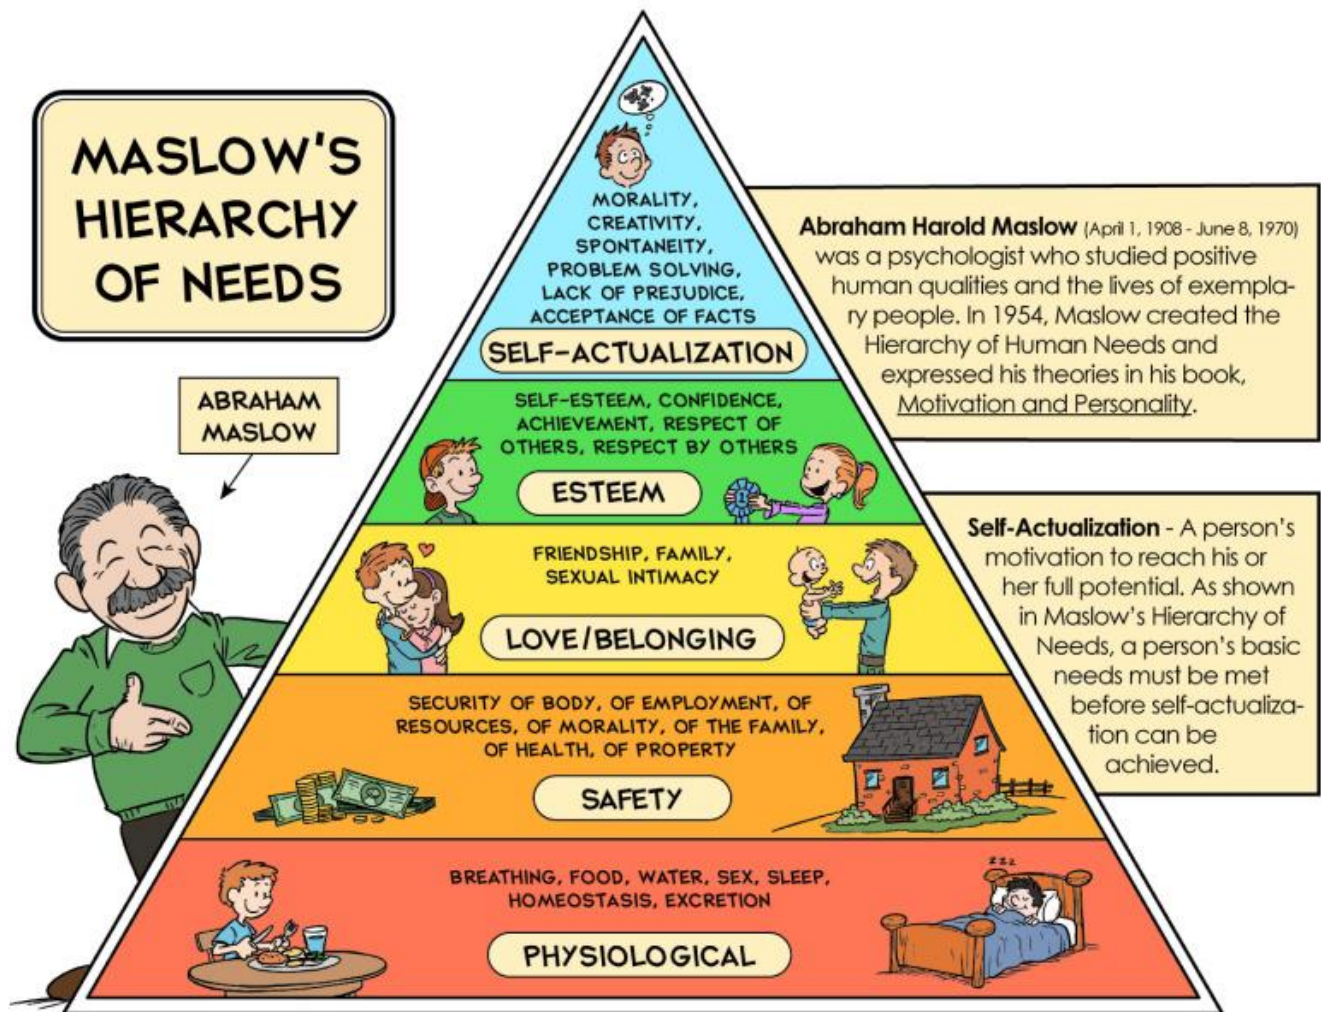 MASLOW'S
HIERARCHY
OF NEEDS
ABRAHAM
MASLOW
MORALITY,
CREATIVITY,
SPONTANEITY,
PROBLEM SOLVING,
LACK OF PREJUDICE,
ACCEPTANCE OF FACTS
SELF-ACTUALIZATION
SELF-ESTEEM, CONFIDENCE,
ACHIEVEMENT, RESPECT OF
OTHERS, RESPECT BY OTHERS
ESTEEM
1
FRIENDSHIP, FAMILY,
SEXUAL INTIMACY
LOVE/BELONGING
SECURITY OF BODY, OF EMPLOYMENT, OF
RESOURCES, OF MORALITY, OF THE FAMILY,
OF HEALTH, OF PROPERTY
SAFETY
BREATHING, FOOD, WATER, SEX, SLEEP,
HOMEOSTASIS, EXCRETION
PHYSIOLOGICAL
zzz
Abraham Harold Maslow (April 1, 1908 - June 8, 1970)
was a psychologist who studied positive
human qualities and the lives of exempla-
ry people. In 1954, Maslow created the
Hierarchy of Human Needs and
expressed his theories in his book,
Motivation and Personality.
Self-Actualization - A person's
motivation to reach his or
her full potential. As shown
in Maslow's Hierarchy of
Needs, a person's basic
needs must be met
before self-actualiza-
tion can be
achieved.